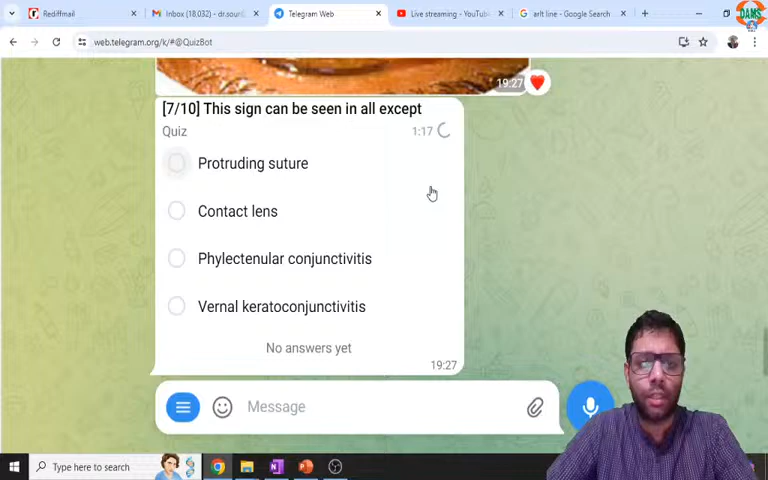 Rediffmail
Inbox (18,032) - dr.souri
Telegram Web
Live streaming - YouTube
arlt line - Google Search
DAMS
web.telegram.org/k/#@QuizBot
19:27
[7/10] This sign can be seen in all except
Quiz
1:17
Protruding suture
Contact lens
Phylectenular conjunctivitis
Vernal keratoconjunctivitis
No answers yet
19:27
Message
Type here to search